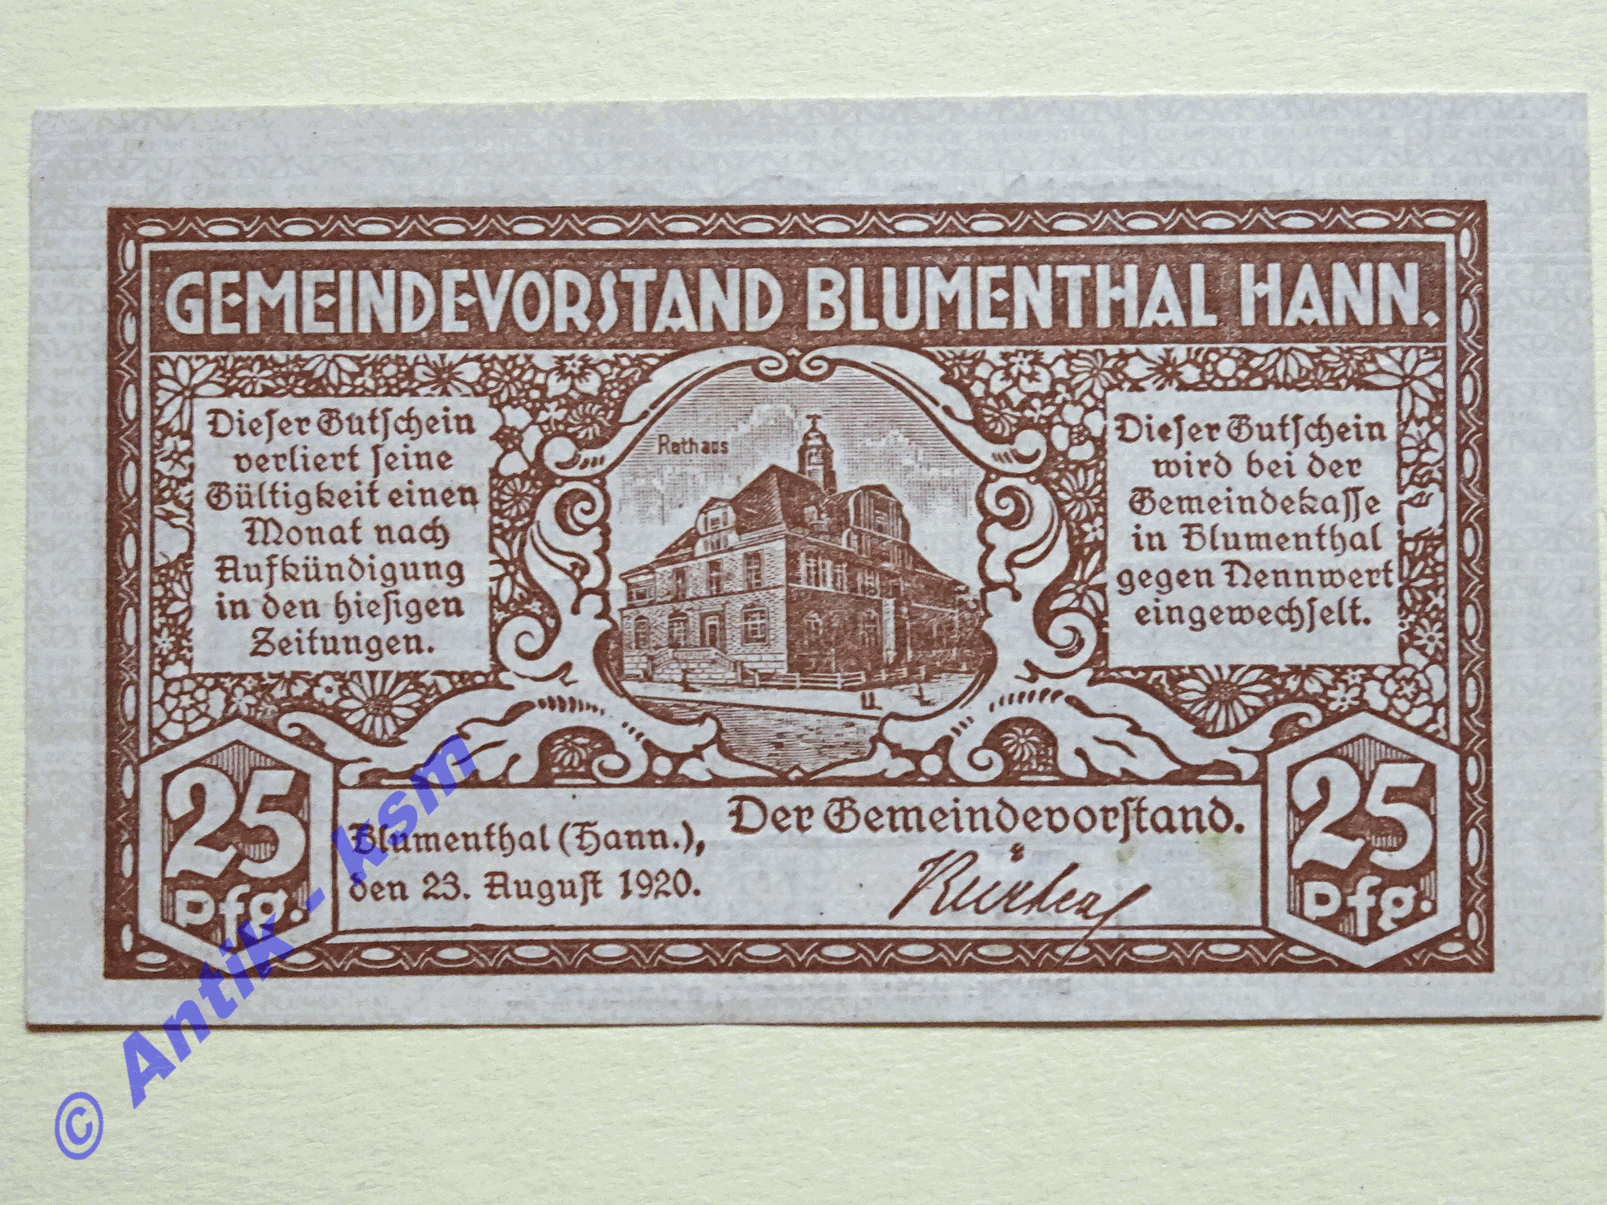 GEMEINDEVORSTAND BLUMENTHAL HANN.
Dieser Gutschein
verliert seine
Gültigkeit einen
Monat nach
Aufkündigung
in den hiesigen
Zeitungen.
Rathaus
Dieser Gutschein
wird bei der
Gemeindekasse
in Blumenthal
gegen Nennwert
eingewechselt.
25
Pfg.
Blumenthal (Hann.),
den 23. August 1920.
Der Gemeindevorstand.
25
Pfg.
© Antik - ksm